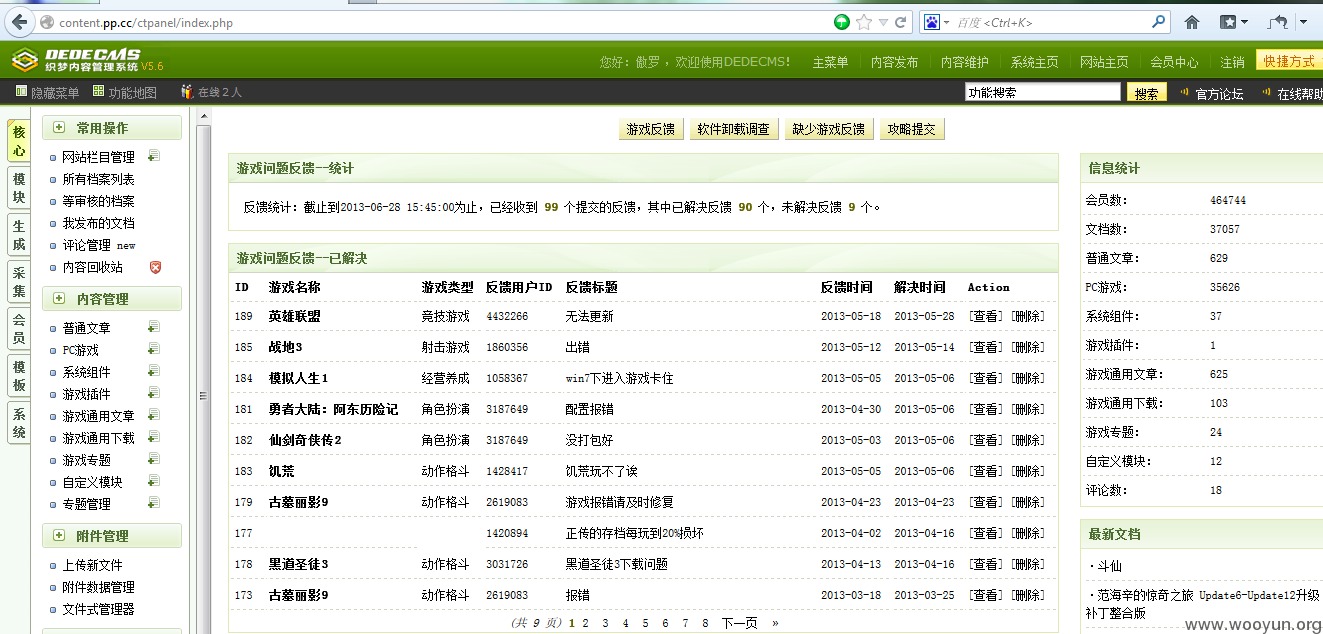 content.pp.cc/ctpanel/index.php
百度 <Ctrl+K>
DEDECMS
织梦内容管理系统 V5.6
您好：傲罗 ，欢迎使用DEDECMS!
主菜单 内容发布 内容维护 系统主页 网站主页 会员中心 注销 快捷方式
隐藏菜单 功能地图 在线 2 人
功能搜索 搜索 官方论坛 在线帮助
核心
模块
生成
采集
会员
模板
系统
常用操作
网站栏目管理
所有档案列表
等审核的档案
我发布的文档
评论管理 new
内容回收站
内容管理
普通文章
PC游戏
系统组件
游戏插件
游戏通用文章
游戏通用下载
游戏专题
自定义模块
专题管理
附件管理
上传新文件
附件数据管理
文件式管理器
游戏反馈 软件卸载调查 缺少游戏反馈 攻略提交
游戏问题反馈--统计
反馈统计：截止到2013-06-28 15:45:00为止，已经收到 99 个提交的反馈，其中已解决反馈 90 个，未解决反馈 9 个。
游戏问题反馈--已解决
ID 游戏名称 游戏类型 反馈用户ID 反馈标题 反馈时间 解决时间 Action
189 英雄联盟 竞技游戏 4432266 无法更新 2013-05-18 2013-05-28 [查看] [删除]
185 战地3 射击游戏 1860356 出错 2013-05-12 2013-05-14 [查看] [删除]
184 模拟人生1 经营养成 1058367 win7下进入游戏卡住 2013-05-05 2013-05-06 [查看] [删除]
181 勇者大陆：阿东历险记 角色扮演 3187649 配置报错 2013-04-30 2013-05-06 [查看] [删除]
182 仙剑奇侠传2 角色扮演 3187649 没打包好 2013-05-03 2013-05-06 [查看] [删除]
183 饥荒 动作格斗 1428417 饥荒玩不了诶 2013-05-05 2013-05-06 [查看] [删除]
179 古墓丽影9 动作格斗 2619083 游戏报错请及时修复 2013-04-23 2013-04-23 [查看] [删除]
177 1420894 正传的存档每玩到20%损坏 2013-04-02 2013-04-16 [查看] [删除]
178 黑道圣徒3 动作格斗 3031726 黑道圣徒3下载问题 2013-04-13 2013-04-16 [查看] [删除]
173 古墓丽影9 动作格斗 2619083 报错 2013-03-18 2013-03-25 [查看] [删除]
(共 9 页) 1 2 3 4 5 6 7 8 下一页 »
信息统计
会员数： 464744
文档数： 37057
普通文章： 629
PC游戏： 35626
系统组件： 37
游戏插件： 1
游戏通用文章： 625
游戏通用下载： 103
游戏专题： 24
自定义模块： 12
评论数： 18
最新文档
·斗仙
·范海辛的惊奇之旅 Update6-Update12升级
补丁整合版
www.wooyun.org